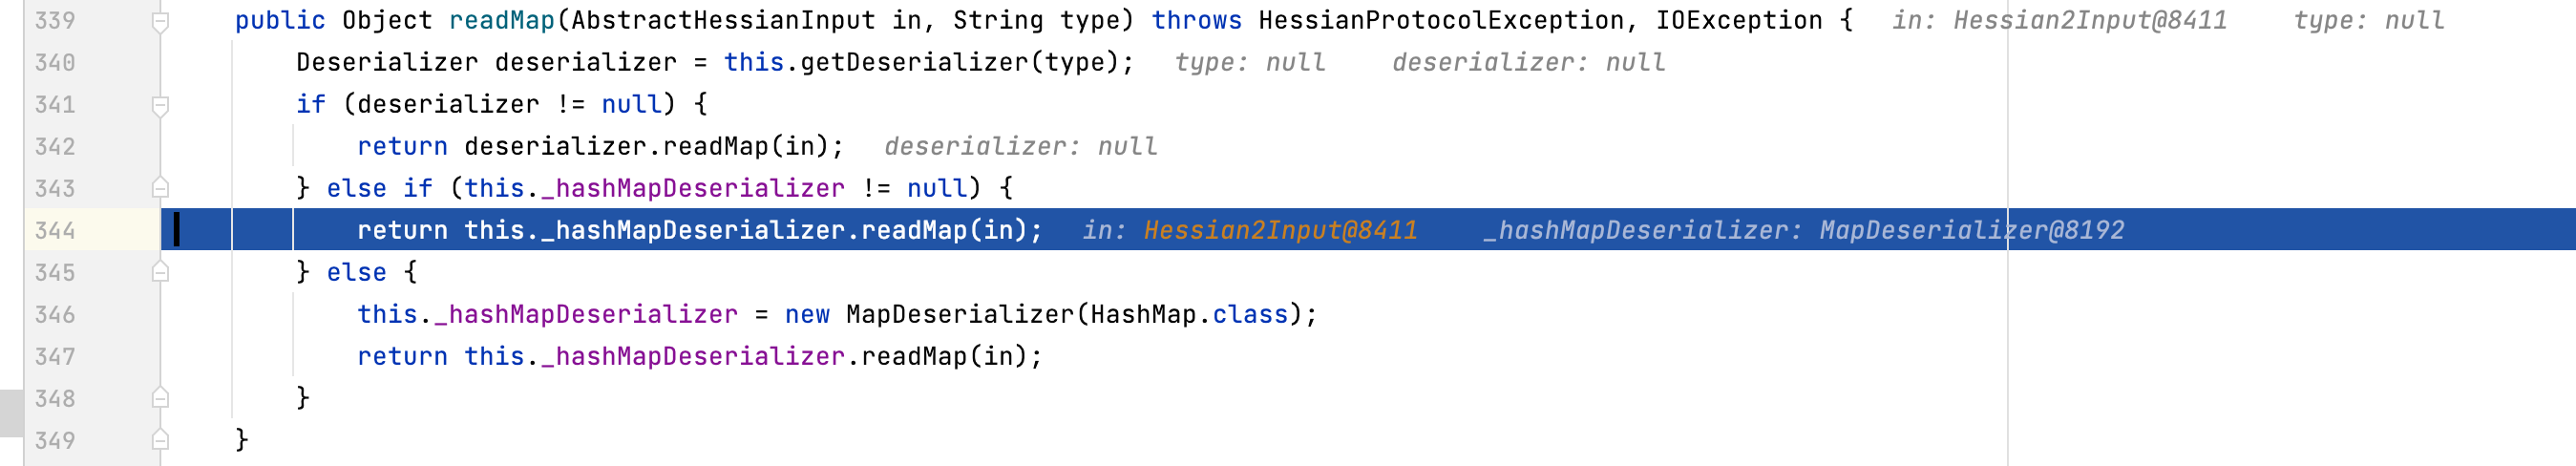 339 public Object readMap(AbstractHessianInput in, String type) throws HessianProtocolException, IOException { in: Hessian2Input@8411 type: null
340 Deserializer deserializer = this.getDeserializer(type); type: null deserializer: null
341 if (deserializer != null) {
342 return deserializer.readMap(in); deserializer: null
343 } else if (this._hashMapDeserializer != null) {
344 return this._hashMapDeserializer.readMap(in); in: Hessian2Input@8411 _hashMapDeserializer: MapDeserializer@8192
345 } else {
346 this._hashMapDeserializer = new MapDeserializer(HashMap.class);
347 return this._hashMapDeserializer.readMap(in);
348 }
349 }